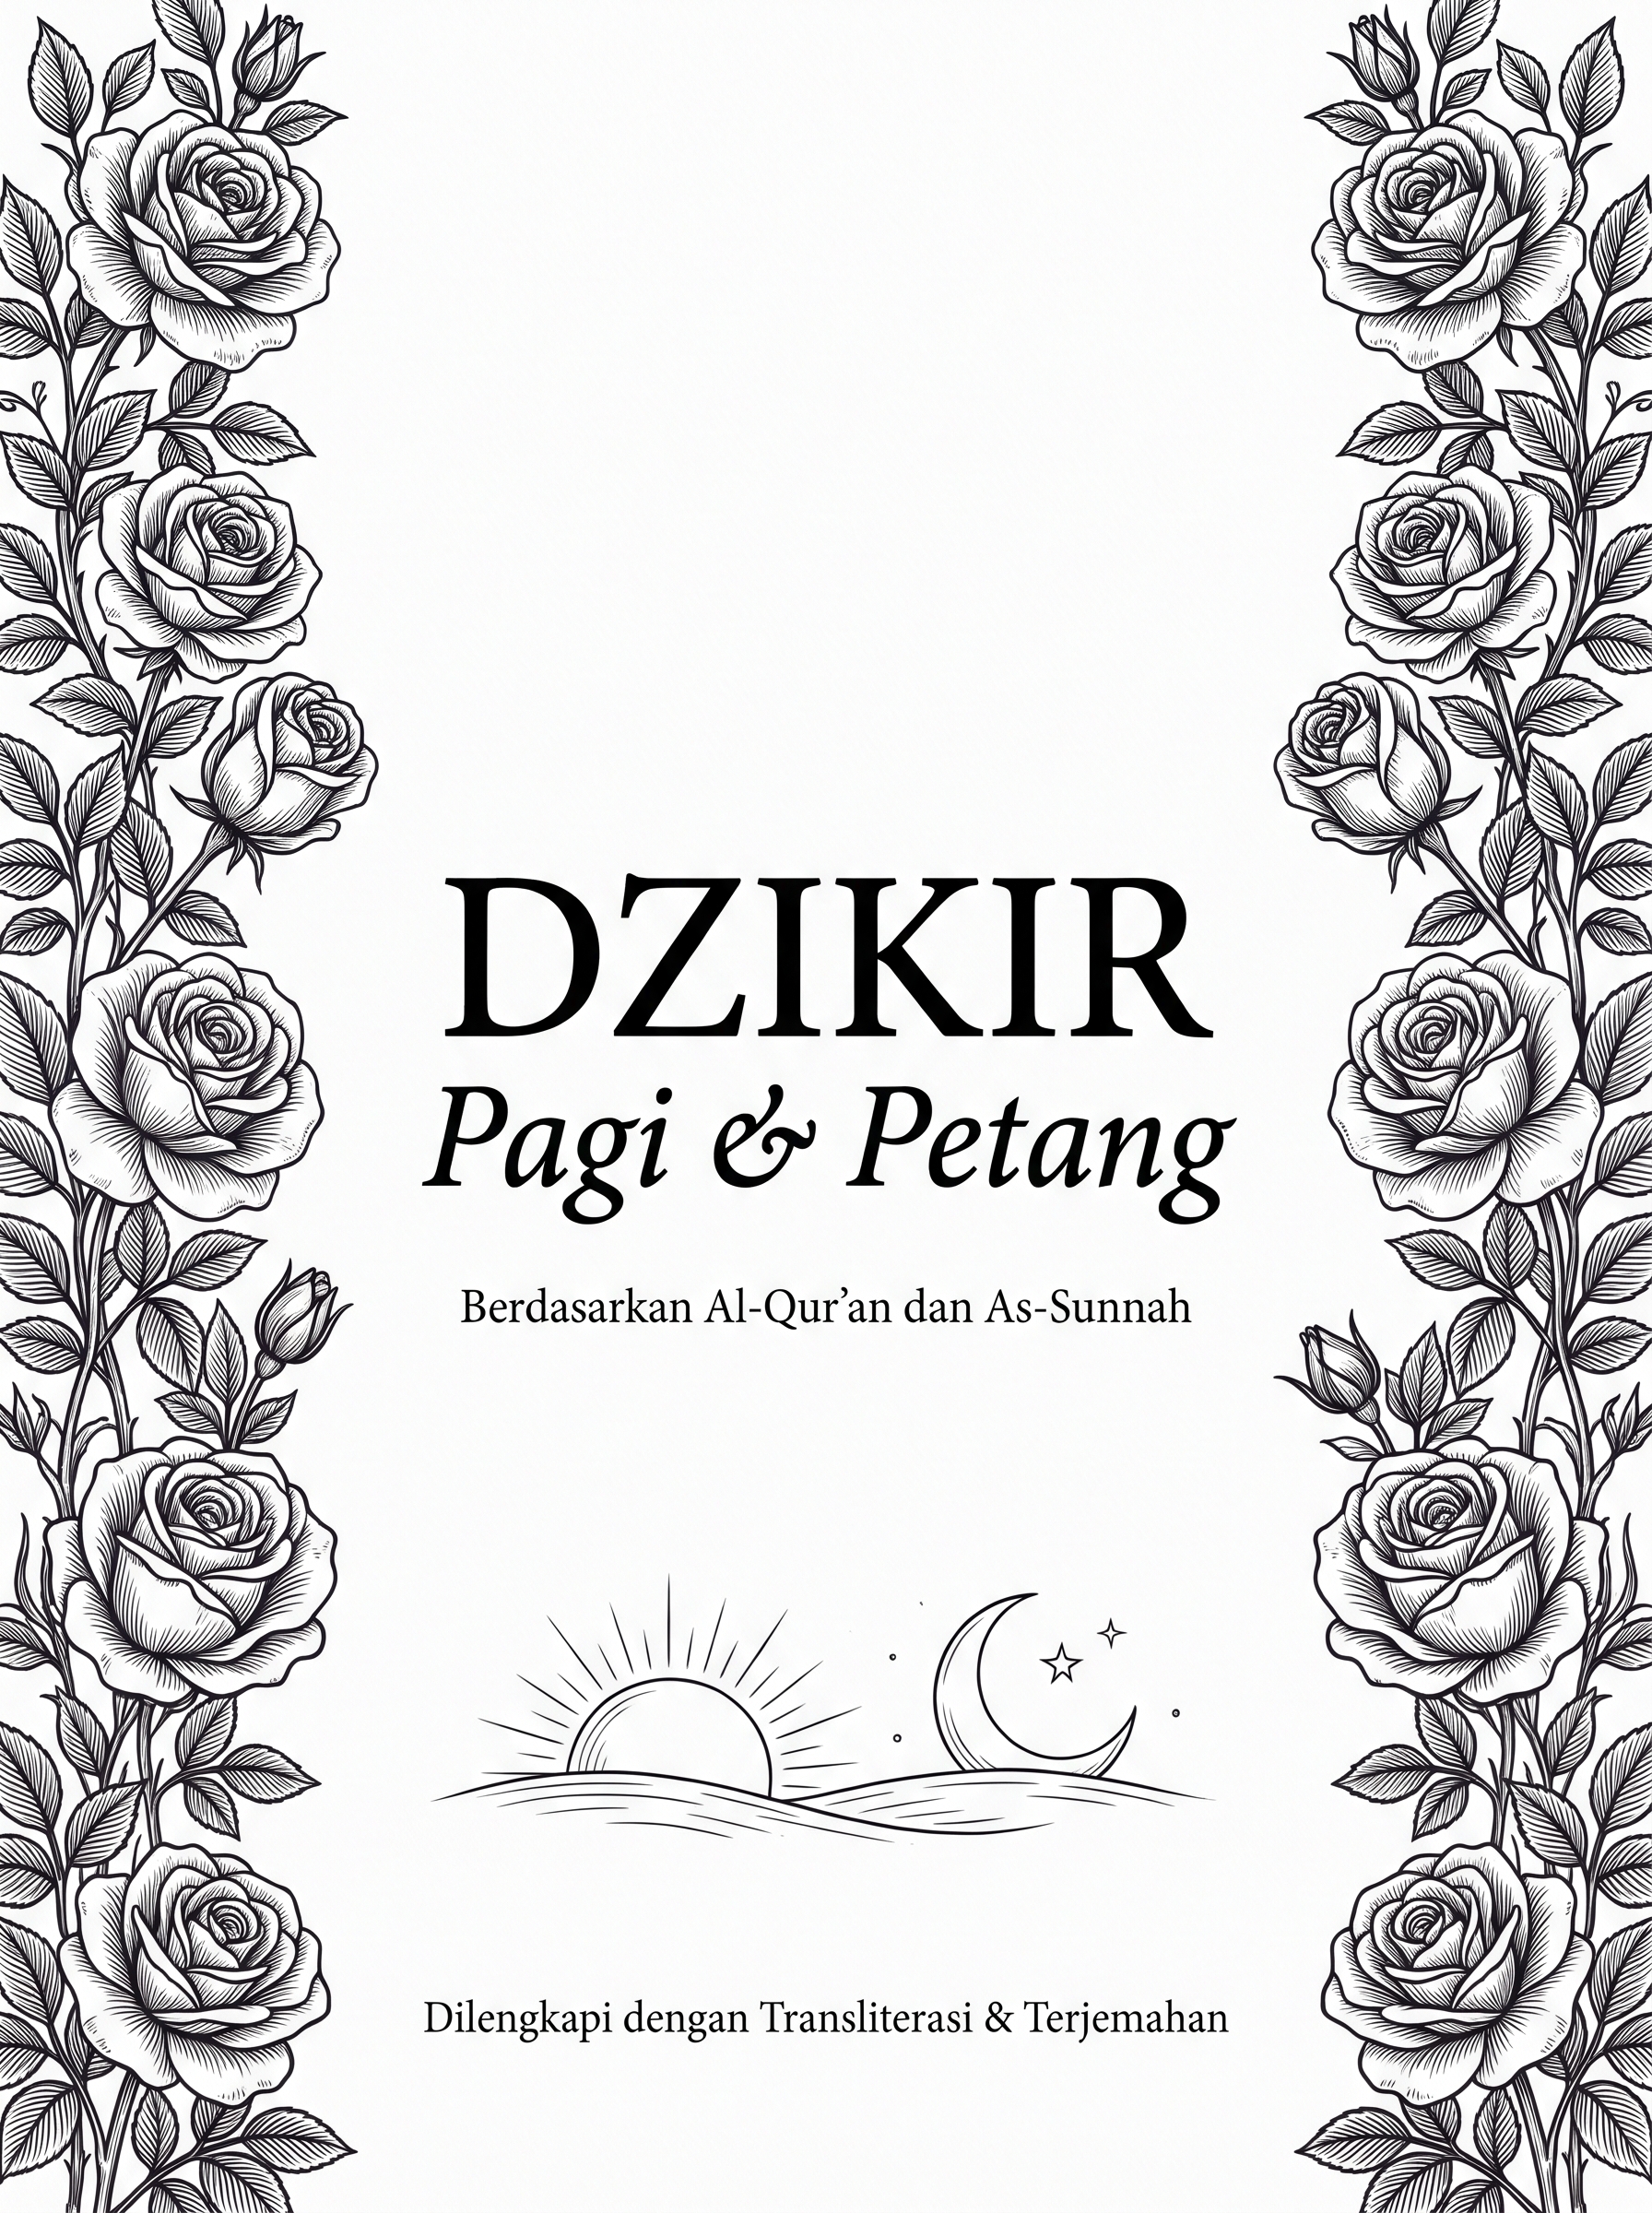 DZIKIR
Pagi & Petang
Berdasarkan Al-Qur’an dan As-Sunnah
Dilengkapi dengan Transliterasi & Terjemahan